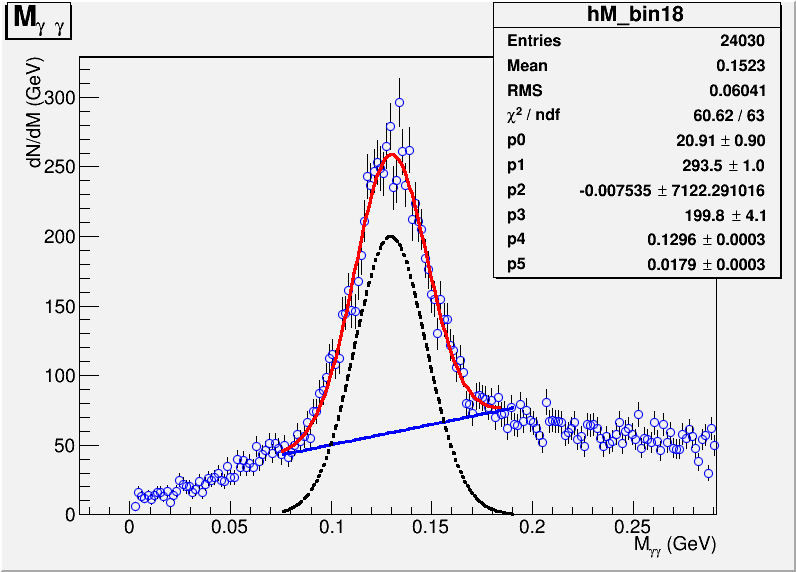 Mγ γ
hM_bin18
Entries 24030
Mean 0.1523
RMS 0.06041
χ² / ndf 60.62 / 63
p0 20.91 ± 0.90
p1 293.5 ± 1.0
p2 -0.007535 ± 7122.291016
p3 199.8 ± 4.1
p4 0.1296 ± 0.0003
p5 0.0179 ± 0.0003
dN/dM (GeV)
300
250
200
150
100
50
0
0 0.05 0.1 0.15 0.2 0.25
Mγγ (GeV)